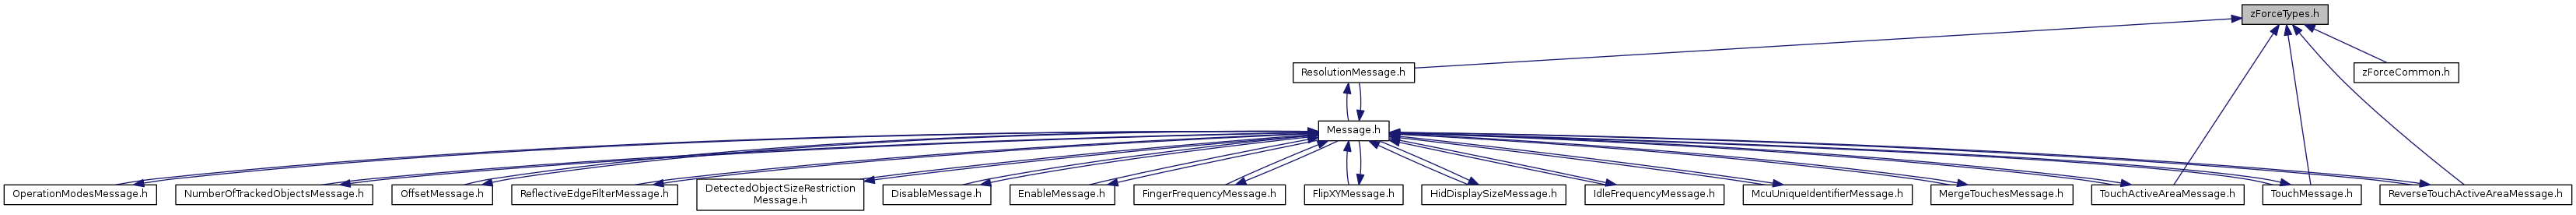 zForceTypes.h
ResolutionMessage.h
zForceCommon.h
Message.h
OperationModesMessage.h
NumberOfTrackedObjectsMessage.h
OffsetMessage.h
ReflectiveEdgeFilterMessage.h
DetectedObjectSizeRestriction
Message.h
DisableMessage.h
EnableMessage.h
FingerFrequencyMessage.h
FlipXYMessage.h
HidDisplaySizeMessage.h
IdleFrequencyMessage.h
McuUniqueIdentifierMessage.h
MergeTouchesMessage.h
TouchActiveAreaMessage.h
TouchMessage.h
ReverseTouchActiveAreaMessage.h